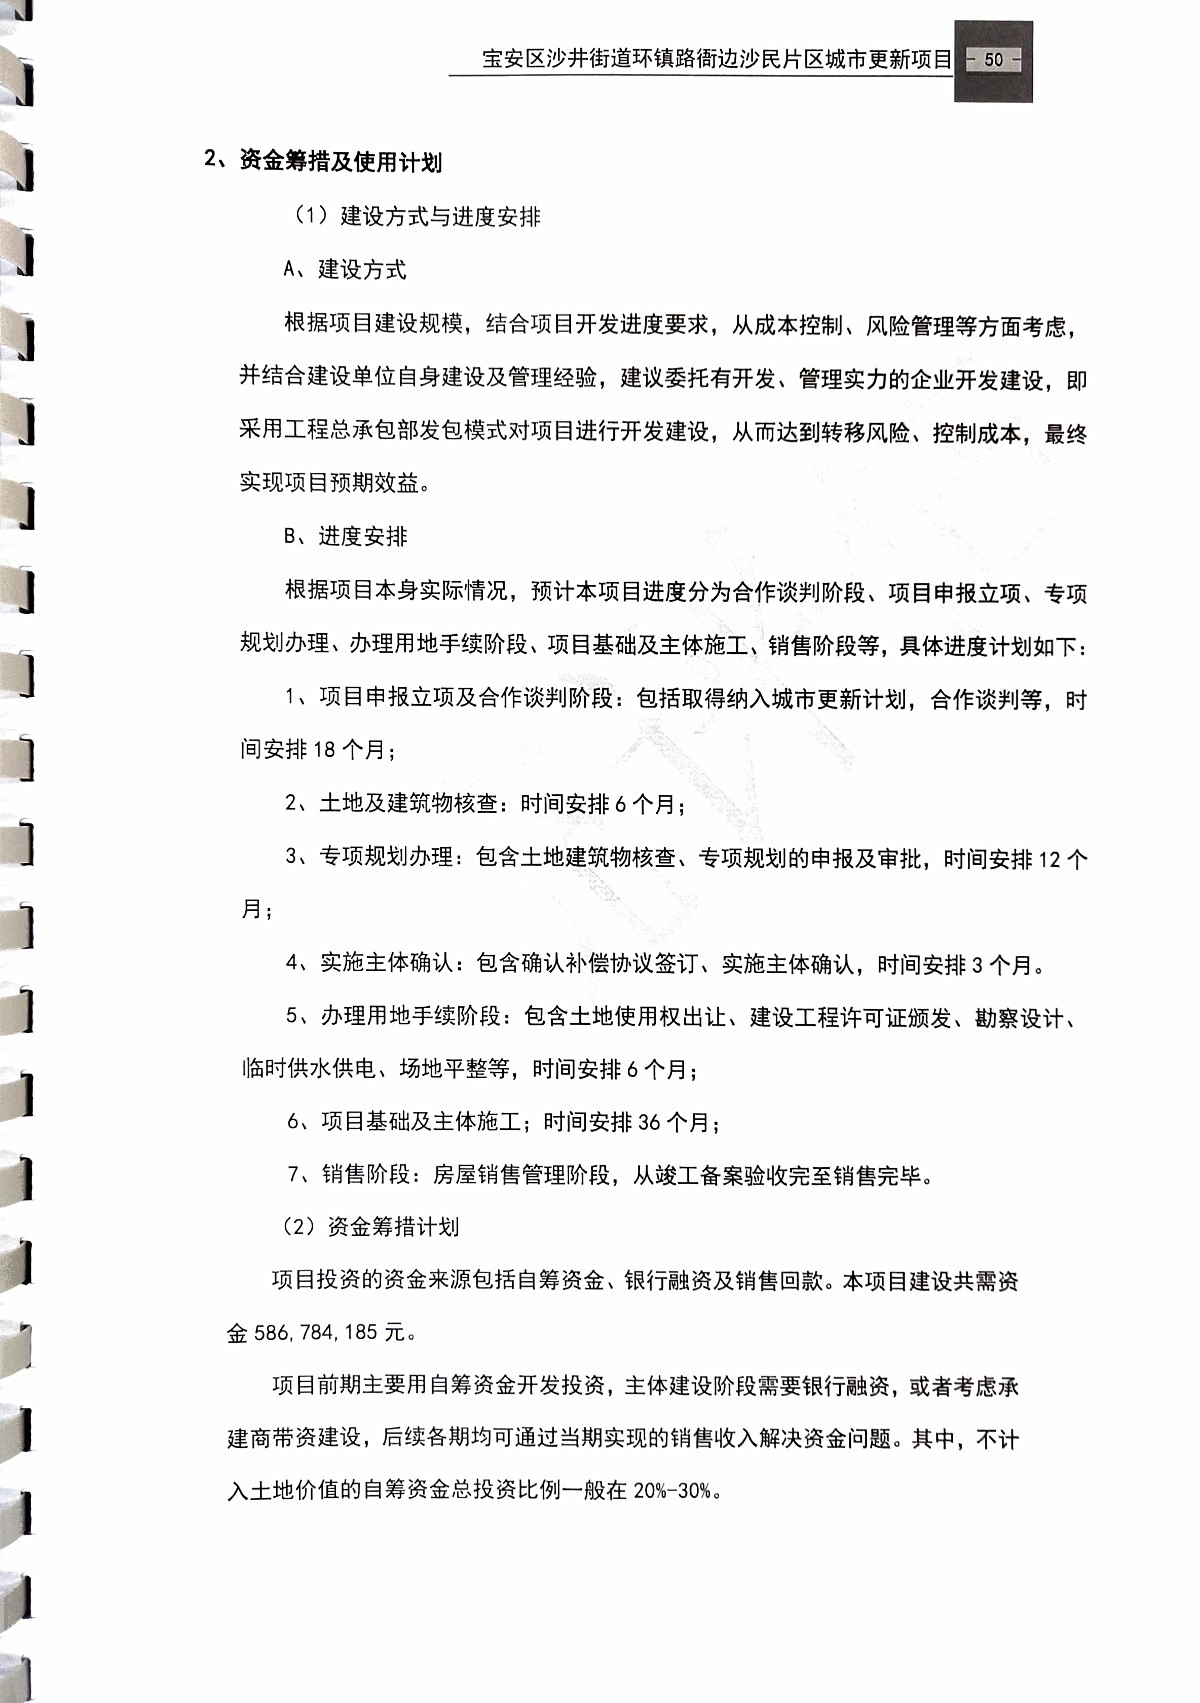 宝安区沙井街道环镇路衙边沙民片区城市更新项目
- 50 -
2、资金筹措及使用计划
（1）建设方式与进度安排
A、建设方式
根据项目建设规模，结合项目开发进度要求，从成本控制、风险管理等方面考虑，
并结合建设单位自身建设及管理经验，建议委托有开发、管理实力的企业开发建设，即
采用工程总承包部发包模式对项目进行开发建设，从而达到转移风险、控制成本，最终
实现项目预期效益。
B、进度安排
根据项目本身实际情况，预计本项目进度分为合作谈判阶段、项目申报立项、专项
规划办理、办理用地手续阶段、项目基础及主体施工、销售阶段等，具体进度计划如下：
1、项目申报立项及合作谈判阶段：包括取得纳入城市更新计划，合作谈判等，时
间安排 18 个月；
2、土地及建筑物核查：时间安排 6 个月；
3、专项规划办理：包含土地建筑物核查、专项规划的申报及审批，时间安排 12 个
月；
4、实施主体确认：包含确认补偿协议签订、实施主体确认，时间安排 3 个月。
5、办理用地手续阶段：包含土地使用权出让、建设工程许可证颁发、勘察设计、
临时供水供电、场地平整等，时间安排 6 个月；
6、项目基础及主体施工；时间安排 36 个月；
7、销售阶段：房屋销售管理阶段，从竣工备案验收完至销售完毕。
（2）资金筹措计划
项目投资的资金来源包括自筹资金、银行融资及销售回款。本项目建设共需资
金 586,784,185 元。
项目前期主要用自筹资金开发投资，主体建设阶段需要银行融资，或者考虑承
建商带资建设，后续各期均可通过当期实现的销售收入解决资金问题。其中，不计
入土地价值的自筹资金总投资比例一般在 20%-30%。